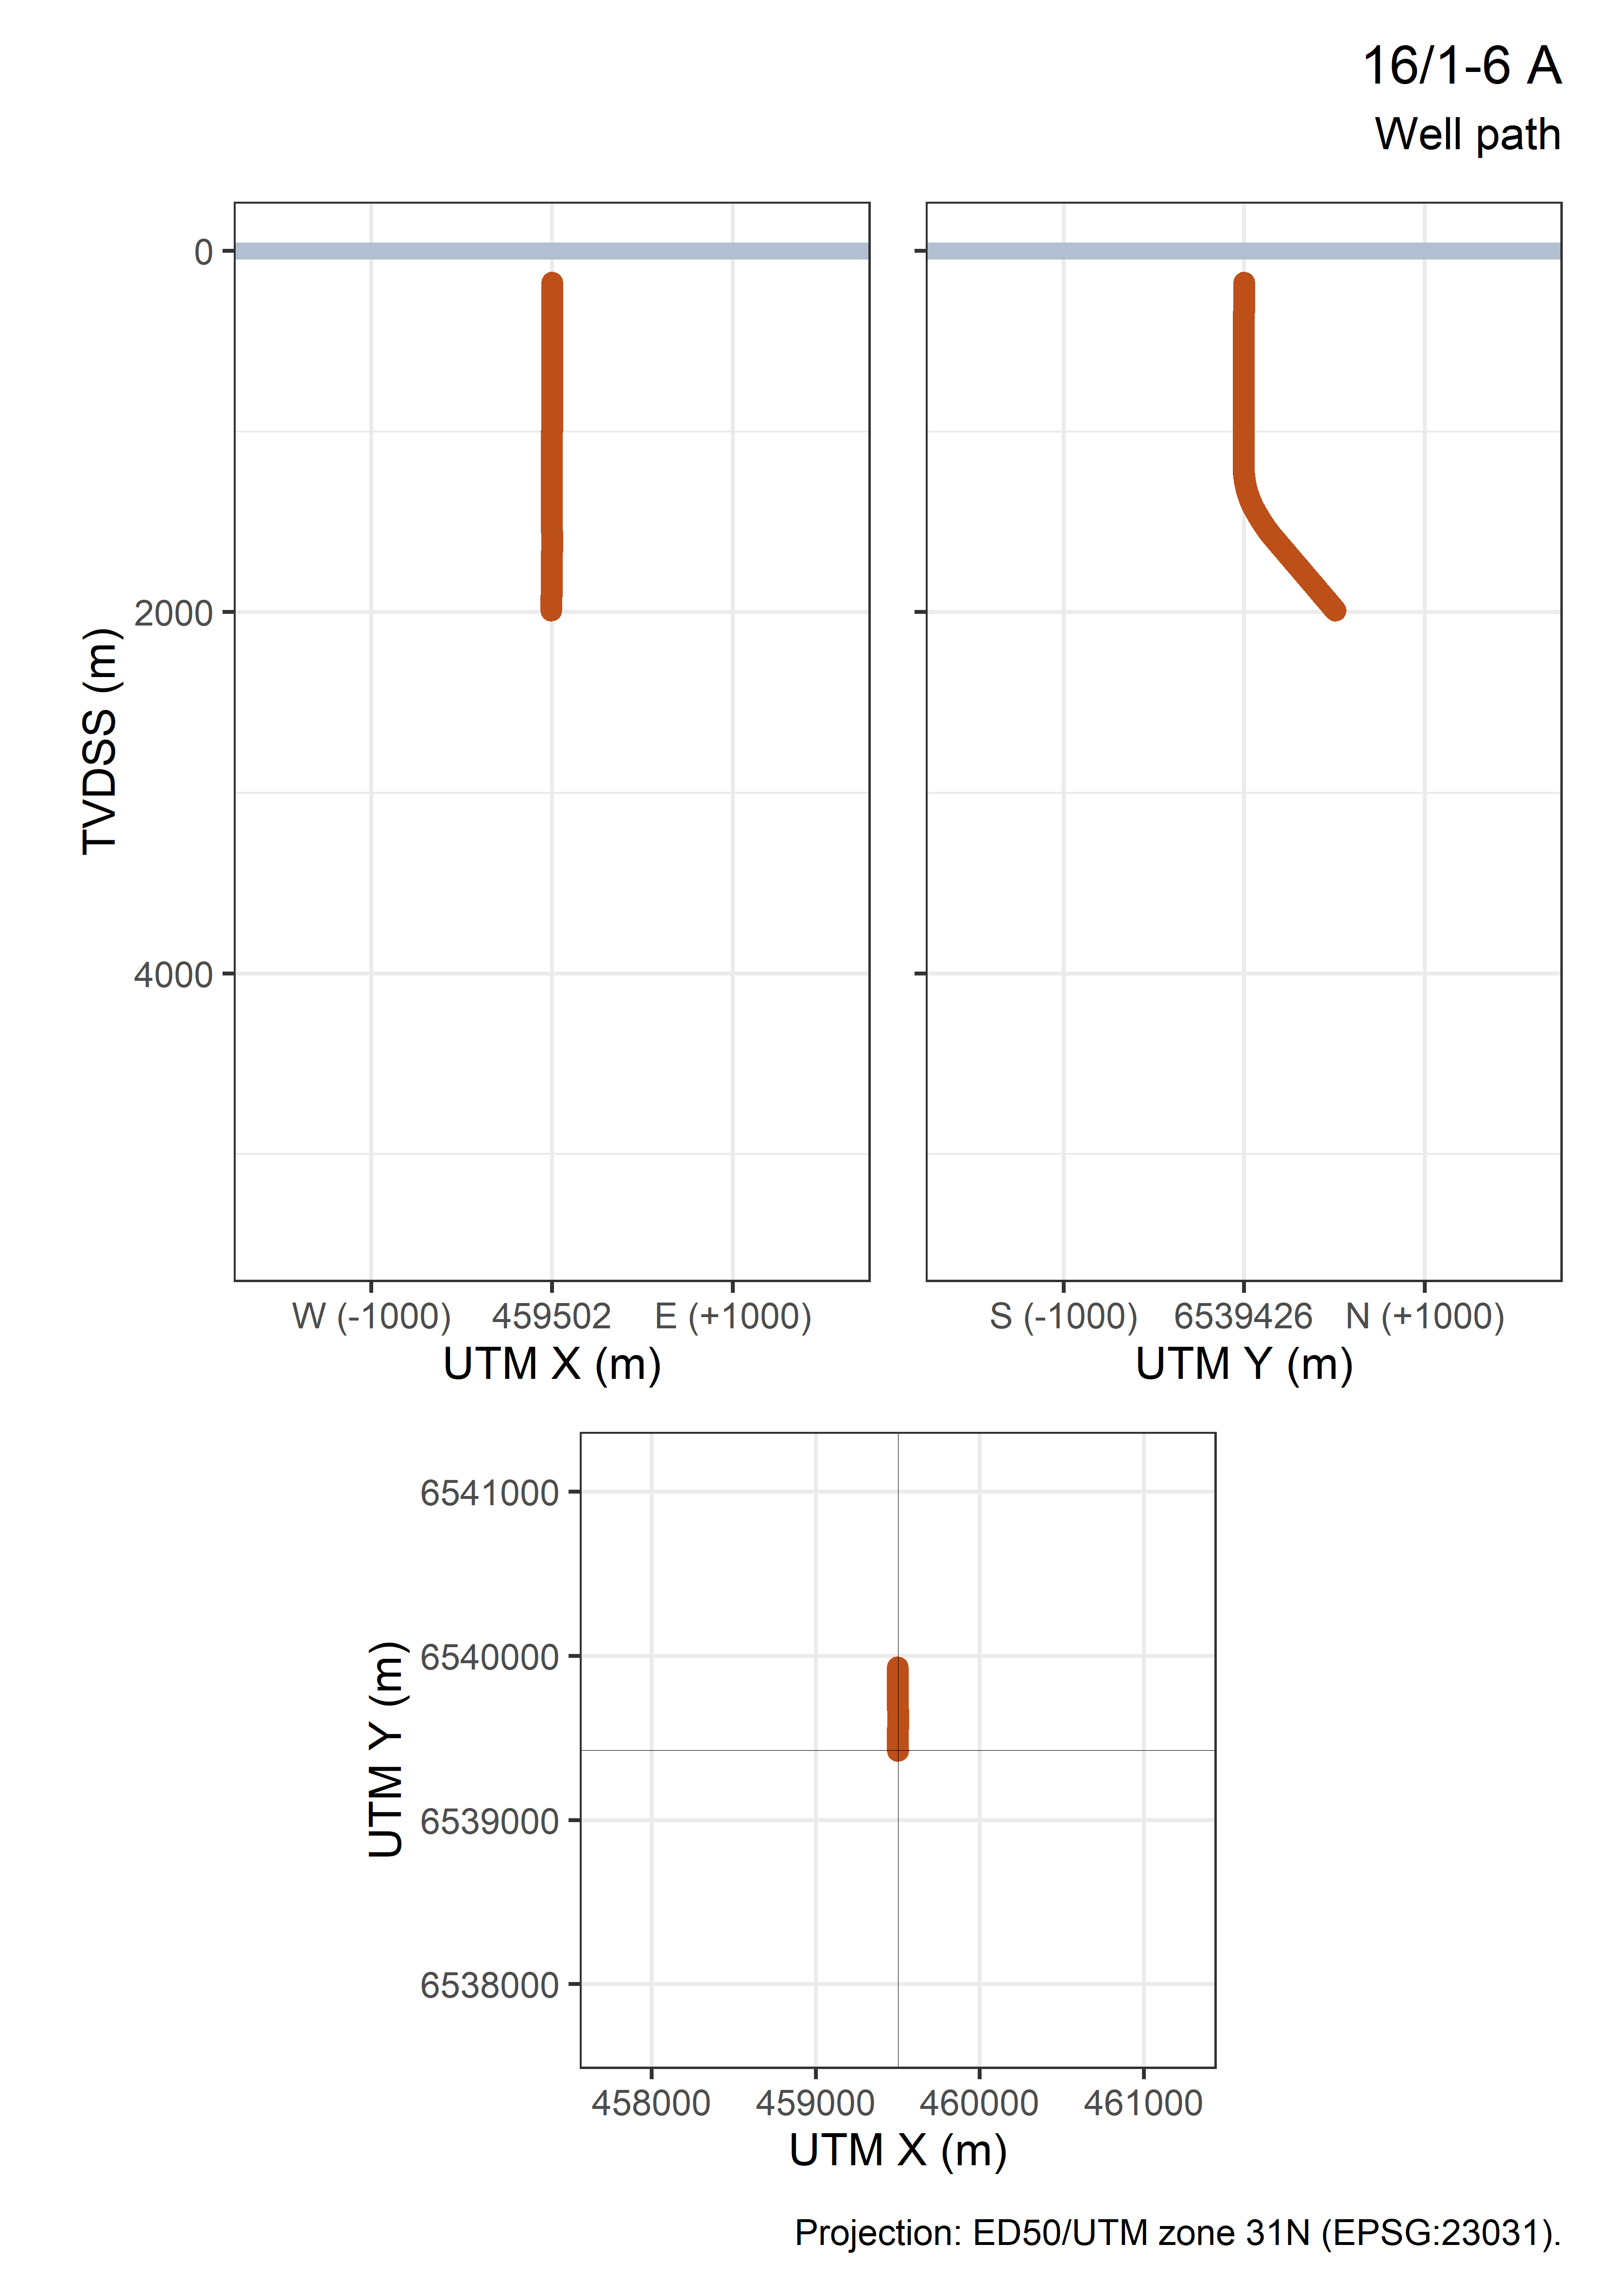 16/1-6 A
Well path
0
2000
4000
TVDSS (m)
W (-1000) 459502 E (+1000)
UTM X (m)
S (-1000) 6539426 N (+1000)
UTM Y (m)
6541000
6540000
6539000
6538000
UTM Y (m)
458000 459000 460000 461000
UTM X (m)
Projection: ED50/UTM zone 31N (EPSG:23031).